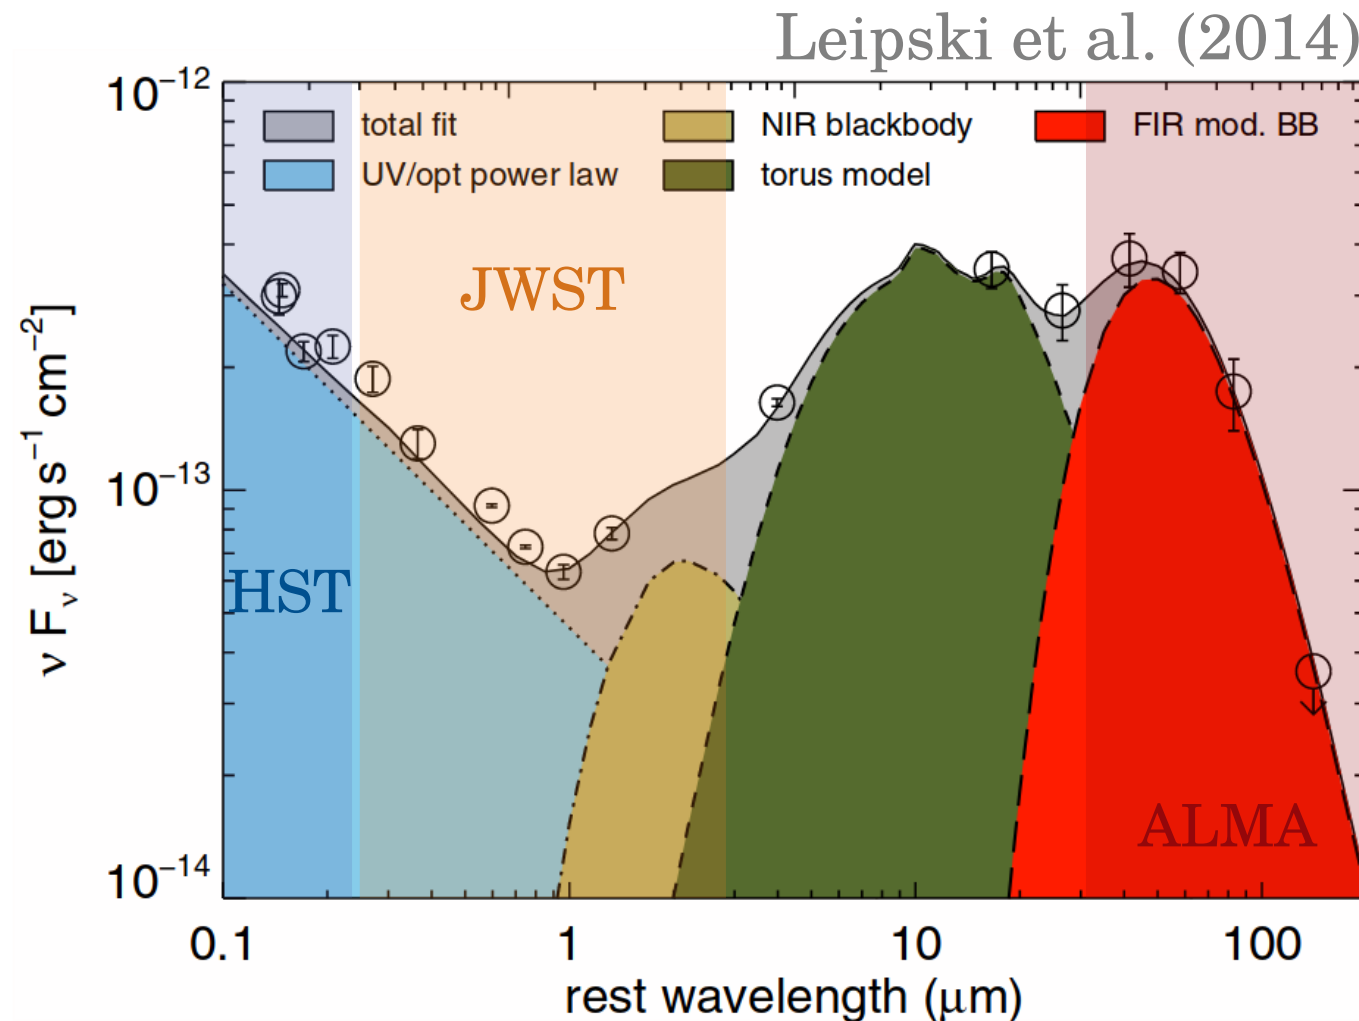 Leipski et al. (2014)
10⁻¹²
total fit
NIR blackbody
FIR mod. BB
UV/opt power law
torus model
JWST
10⁻¹³
ν Fν [erg s⁻¹ cm⁻²]
HST
ALMA
10⁻¹⁴
0.1 1 10 100
rest wavelength (μm)